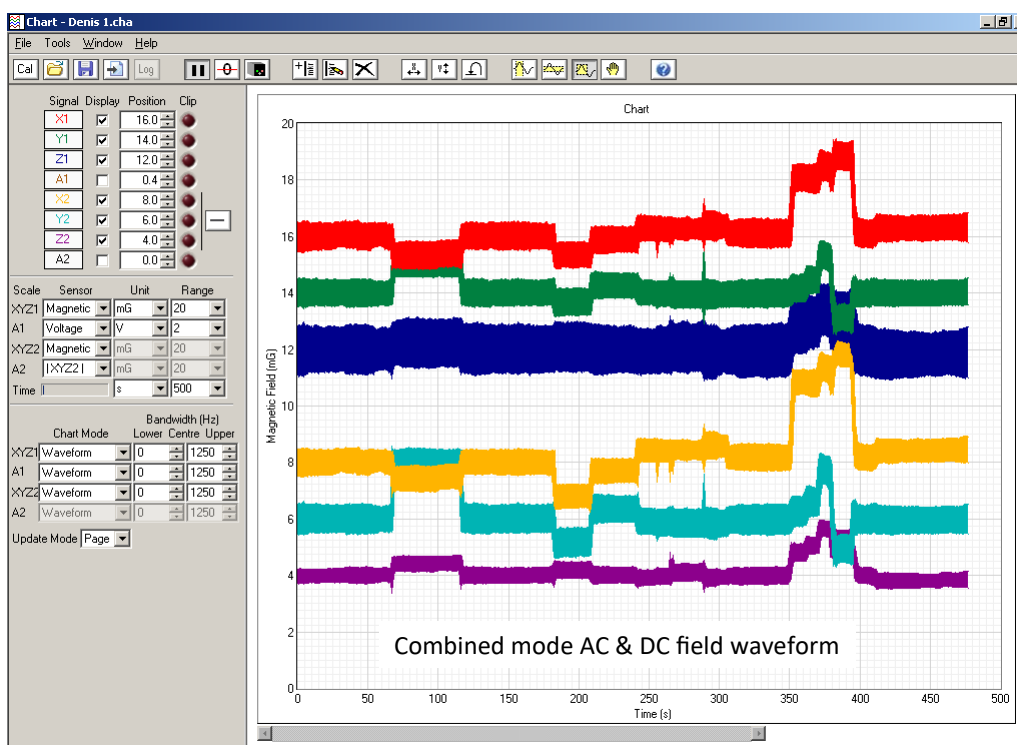 Chart - Denis 1.cha
File Tools Window Help
Cal Log
Signal Display Position Clip
X1 16.0
Y1 14.0
Z1 12.0
A1 0.4
X2 8.0
Y2 6.0
Z2 4.0
A2 0.0
Scale Sensor Unit Range
XYZ1 Magnetic mG 20
A1 Voltage V 2
XYZ2 Magnetic mG 20
A2 |XYZ2| mG 20
Time s 500
Bandwidth (Hz)
Chart Mode Lower Centre Upper
XYZ1 Waveform 0 1250
A1 Waveform 0 1250
XYZ2 Waveform 0 1250
A2 Waveform 0 1250
Update Mode Page
Chart
20
18
16
14
12
10
8
6
4
2
0
Magnetic Field (mG)
Combined mode AC & DC field waveform
0 50 100 150 200 250 300 350 400 450 500
Time (s)